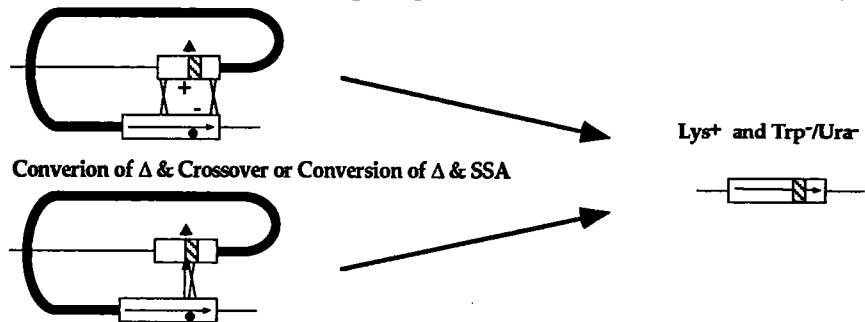 +
-
Lys+ and Trp-/Ura-
Converion of Δ & Crossover or Conversion of Δ & SSA